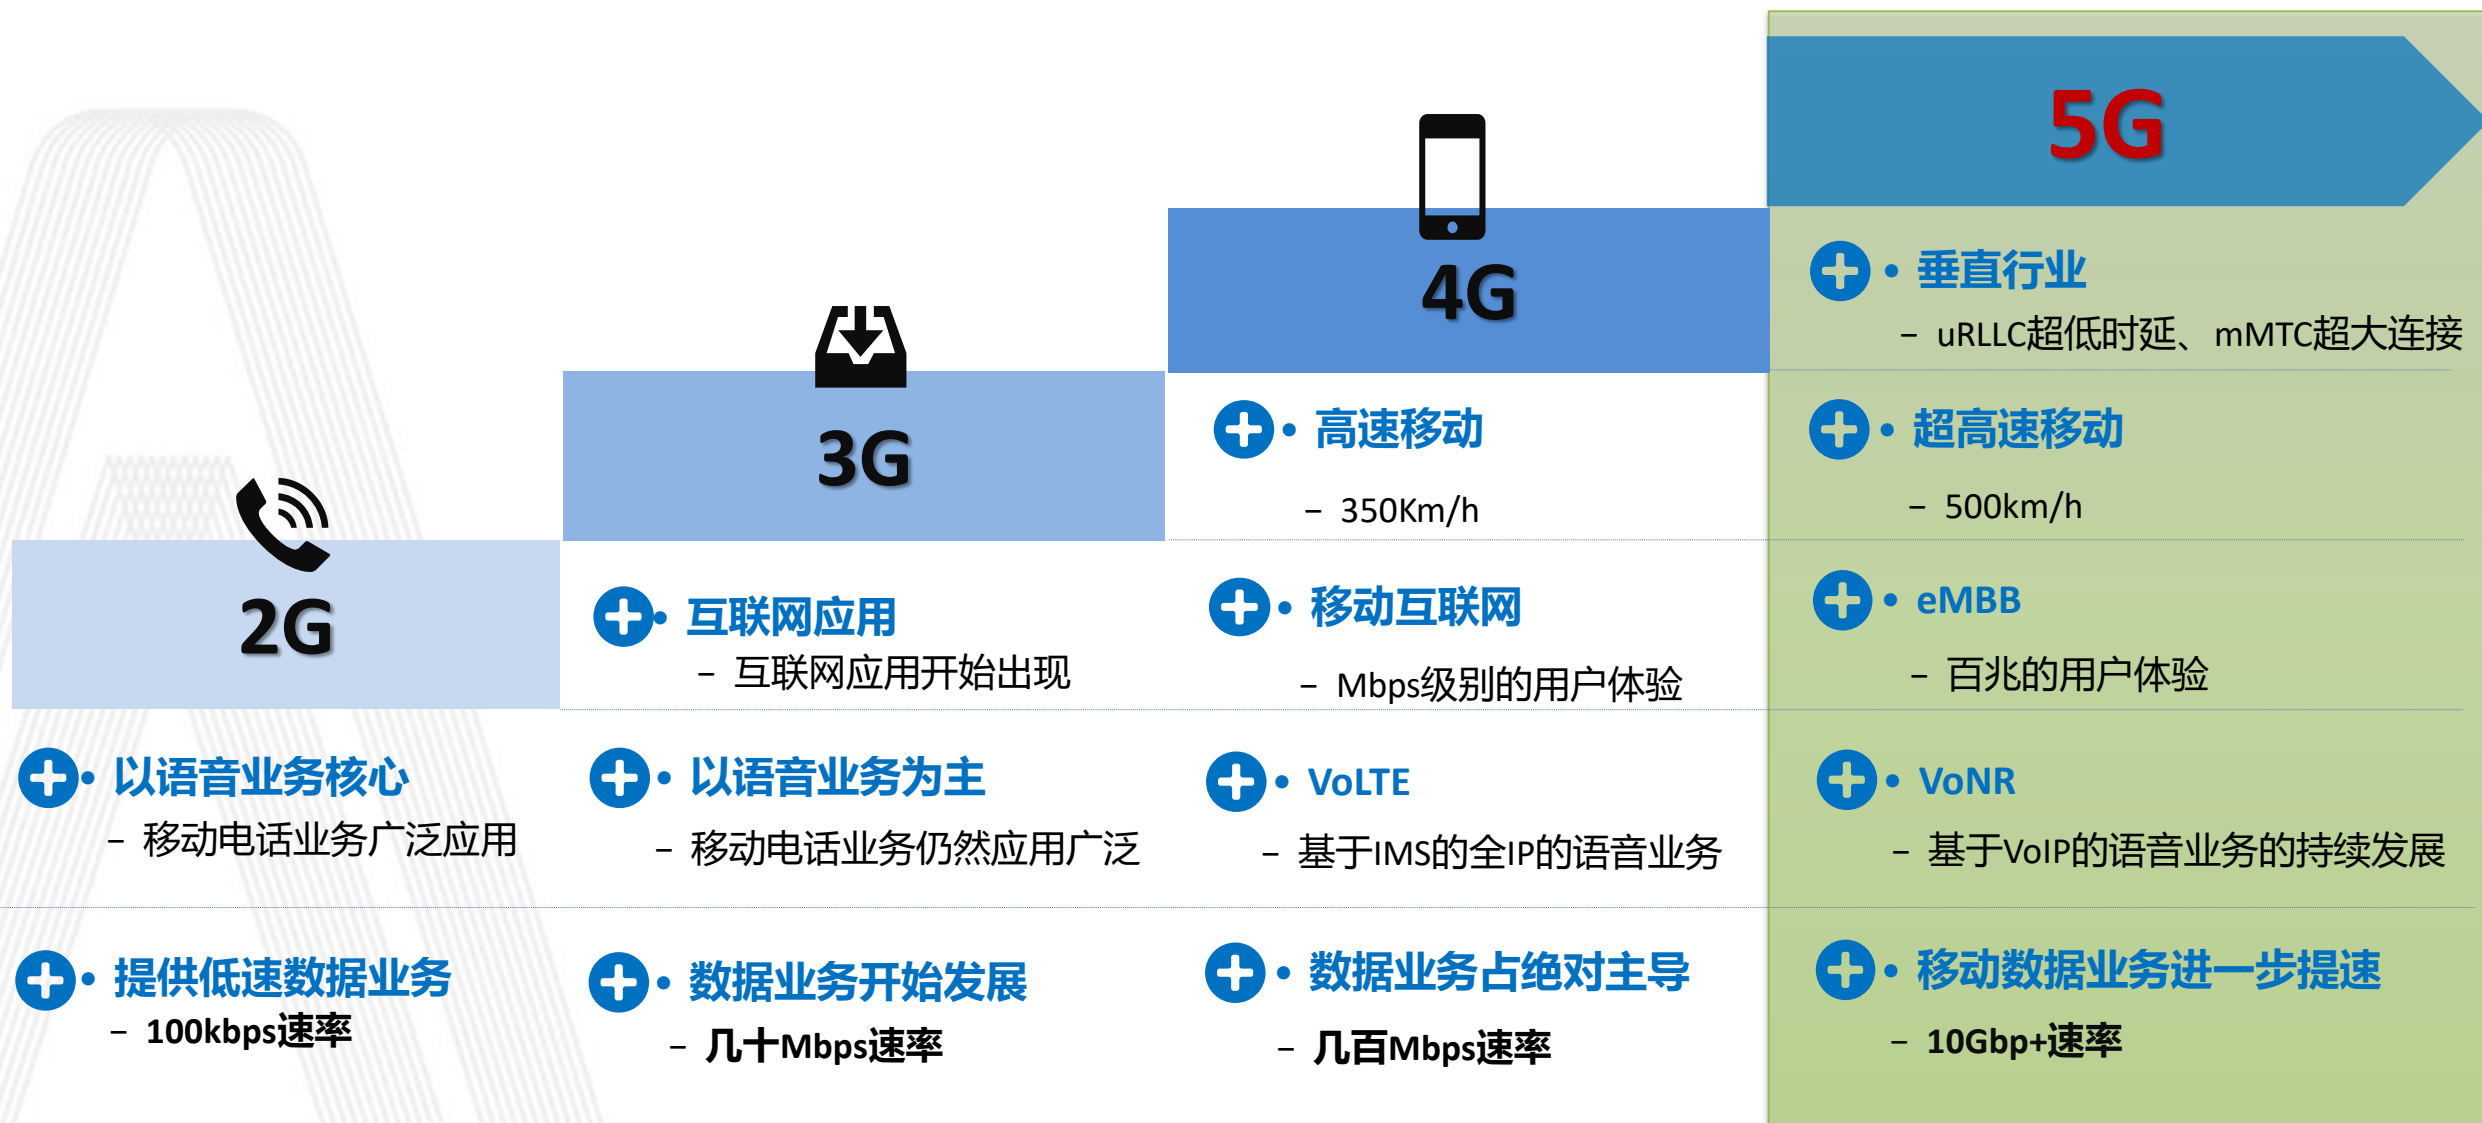 2G
• 以语音业务核心
– 移动电话业务广泛应用
• 提供低速数据业务
– 100kbps速率
3G
• 互联网应用
– 互联网应用开始出现
• 以语音业务为主
– 移动电话业务仍然应用广泛
• 数据业务开始发展
– 几十Mbps速率
4G
• 高速移动
– 350Km/h
• 移动互联网
– Mbps级别的用户体验
• VoLTE
– 基于IMS的全IP的语音业务
• 数据业务占绝对主导
– 几百Mbps速率
5G
• 垂直行业
– uRLLC超低时延、mMTC超大连接
• 超高速移动
– 500km/h
• eMBB
– 百兆的用户体验
• VoNR
– 基于VoIP的语音业务的持续发展
• 移动数据业务进一步提速
– 10Gbp+速率